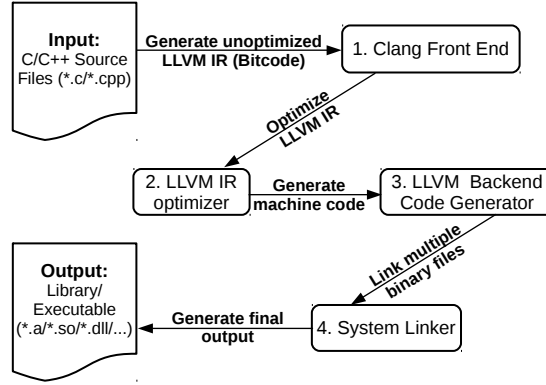 Input:
C/C++ Source
Files (*.c/*.cpp)
Generate unoptimized
LLVM IR (Bitcode)
1. Clang Front End
Optimize
LLVM IR
2. LLVM IR
optimizer
Generate
machine code
3. LLVM Backend
Code Generator
Link multiple
binary files
4. System Linker
Generate final
output
Output:
Library/
Executable
(*.a/*.so/*.dll/...)